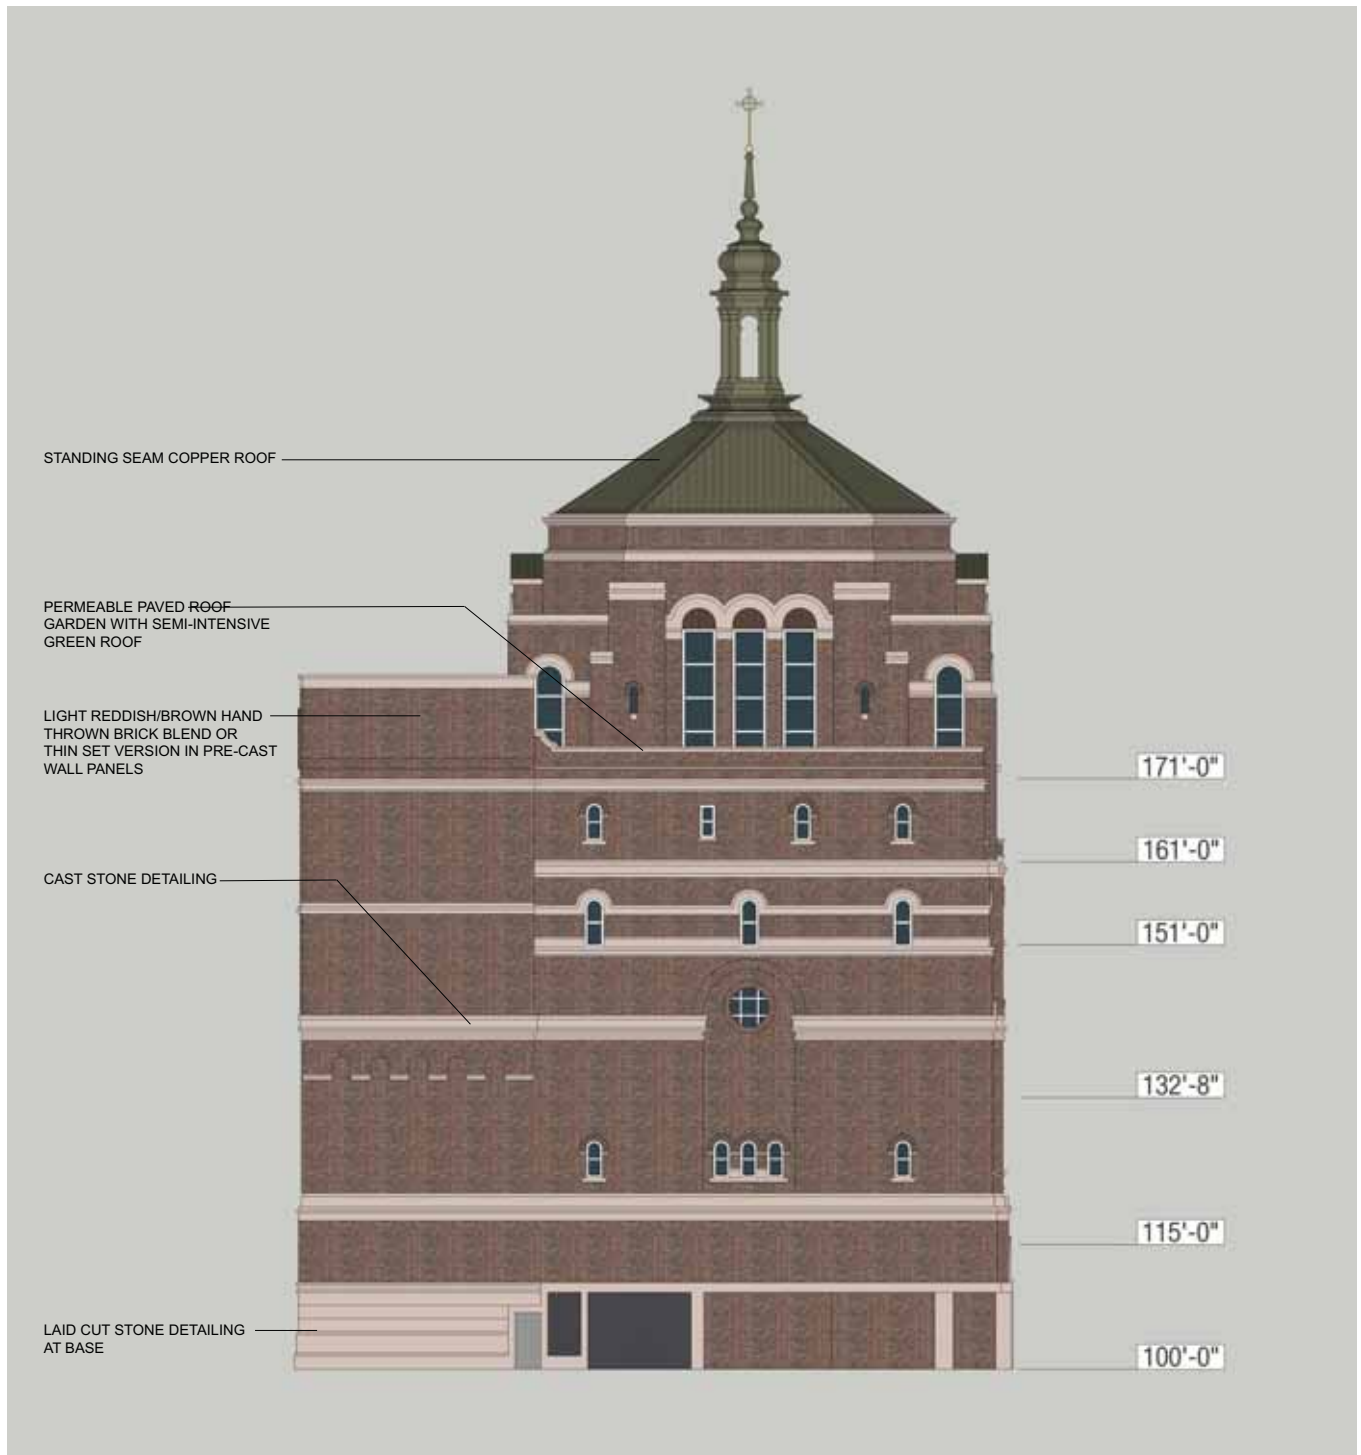 STANDING SEAM COPPER ROOF
PERMEABLE PAVED ROOF
GARDEN WITH SEMI-INTENSIVE
GREEN ROOF
LIGHT REDDISH/BROWN HAND
THROWN BRICK BLEND OR
THIN SET VERSION IN PRE-CAST
WALL PANELS
171'-0"
161'-0"
CAST STONE DETAILING
151'-0"
132'-8"
115'-0"
LAID CUT STONE DETAILING
AT BASE
100'-0"